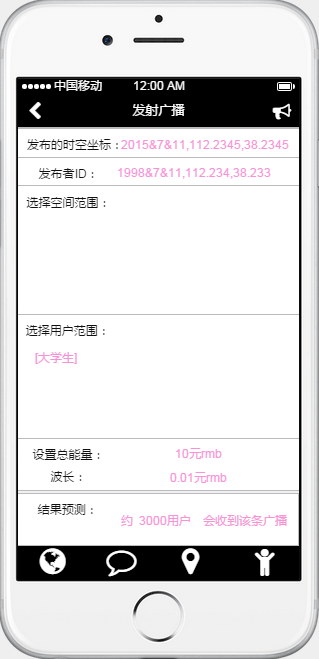 中国移动 12:00 AM
发射广播
发布的时空坐标：2015&7&11,112.2345,38.2345
发布者ID： 1998&7&11,112.234,38.233
选择空间范围：
选择用户范围：
[大学生]
设置总能量： 10元rmb
波长： 0.01元rmb
结果预测：
约 3000用户 会收到该条广播